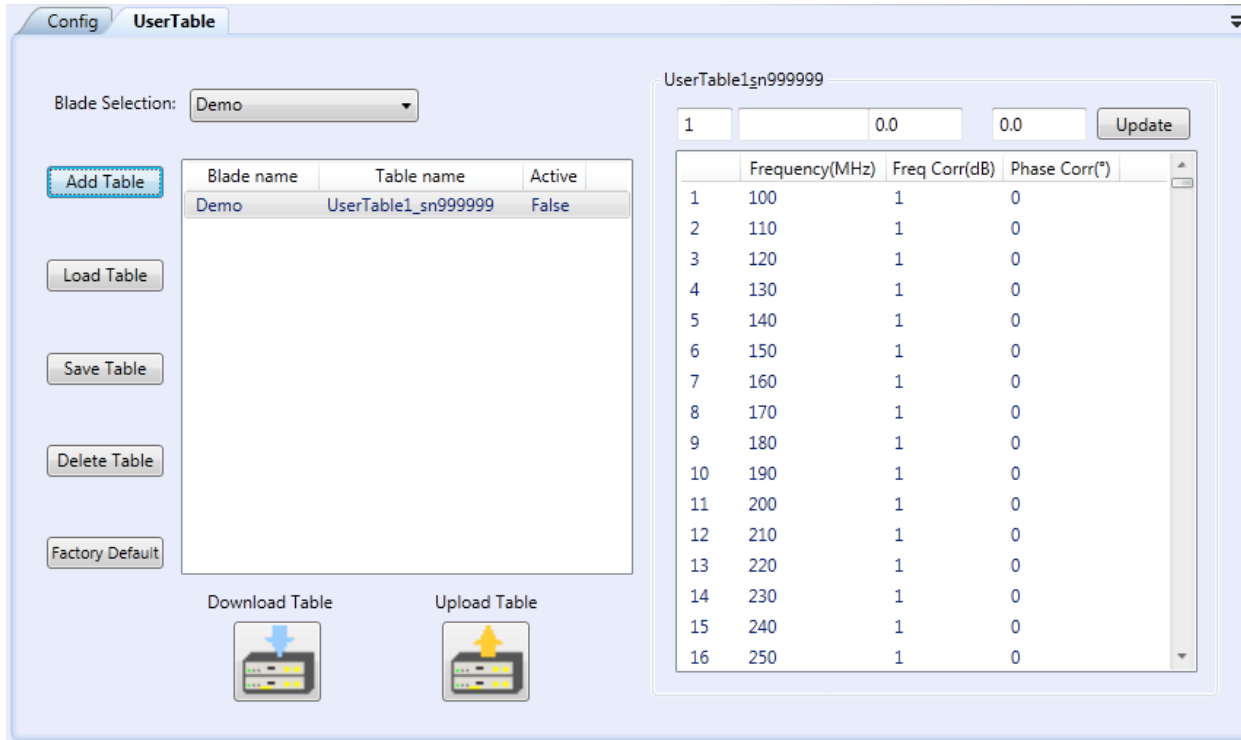 Config UserTable
Blade Selection: Demo
Add Table
Load Table
Save Table
Delete Table
Factory Default
Blade name Table name Active
Demo UserTable1_sn999999 False
Download Table Upload Table
UserTable1sn999999
1 0.0 0.0 Update
Frequency(MHz) Freq Corr(dB) Phase Corr(°)
1 100 1 0
2 110 1 0
3 120 1 0
4 130 1 0
5 140 1 0
6 150 1 0
7 160 1 0
8 170 1 0
9 180 1 0
10 190 1 0
11 200 1 0
12 210 1 0
13 220 1 0
14 230 1 0
15 240 1 0
16 250 1 0